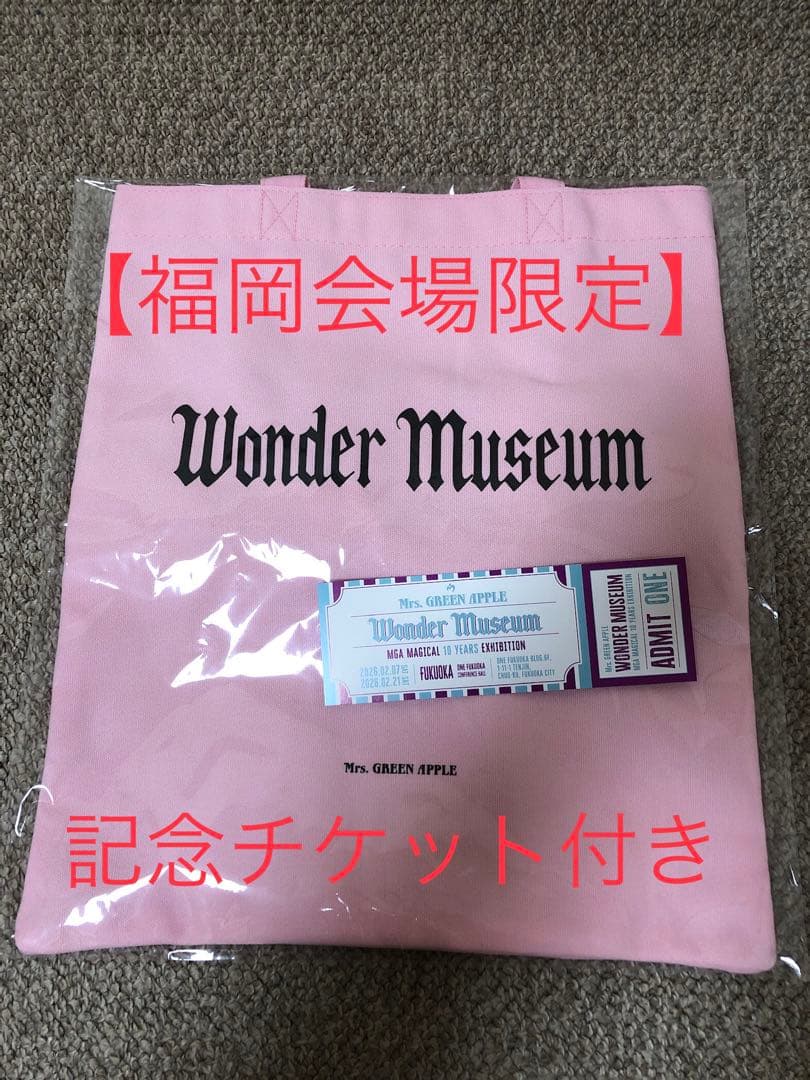 【福岡会場限定】
Wonder Museum
Mrs. GREEN APPLE
Wonder Museum
MGA MAGICAL 10 YEARS EXHIBITION
2026.02.07
2026.02.21
FUKUOKA
ONE FUKUOKA
CONFERENCE HALL
ONE FUKUOKA BLDG.6F,
1-11-1 TENJIN,
CHUO-KU, FUKUOKA CITY
Mrs. GREEN APPLE
WONDER MUSEUM
MGA MAGICAL 10 YEARS EXHIBITION
ADMIT ONE
Mrs. GREEN APPLE
記念チケット付き